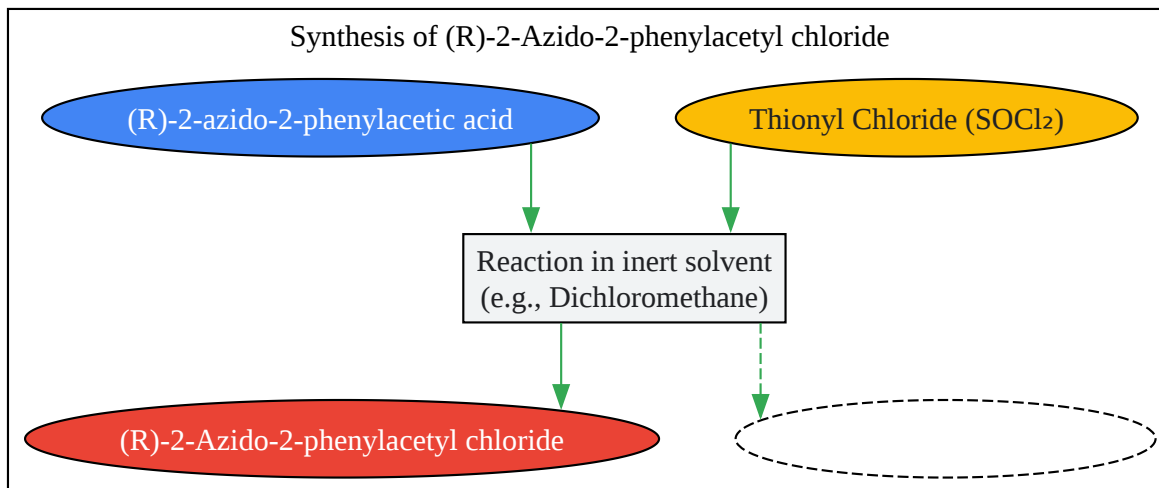 Synthesis of (R)-2-Azido-2-phenylacetyl chloride
(R)-2-azido-2-phenylacetic acid
Thionyl Chloride (SOCl₂)
Reaction in inert solvent
(e.g., Dichloromethane)
(R)-2-Azido-2-phenylacetyl chloride